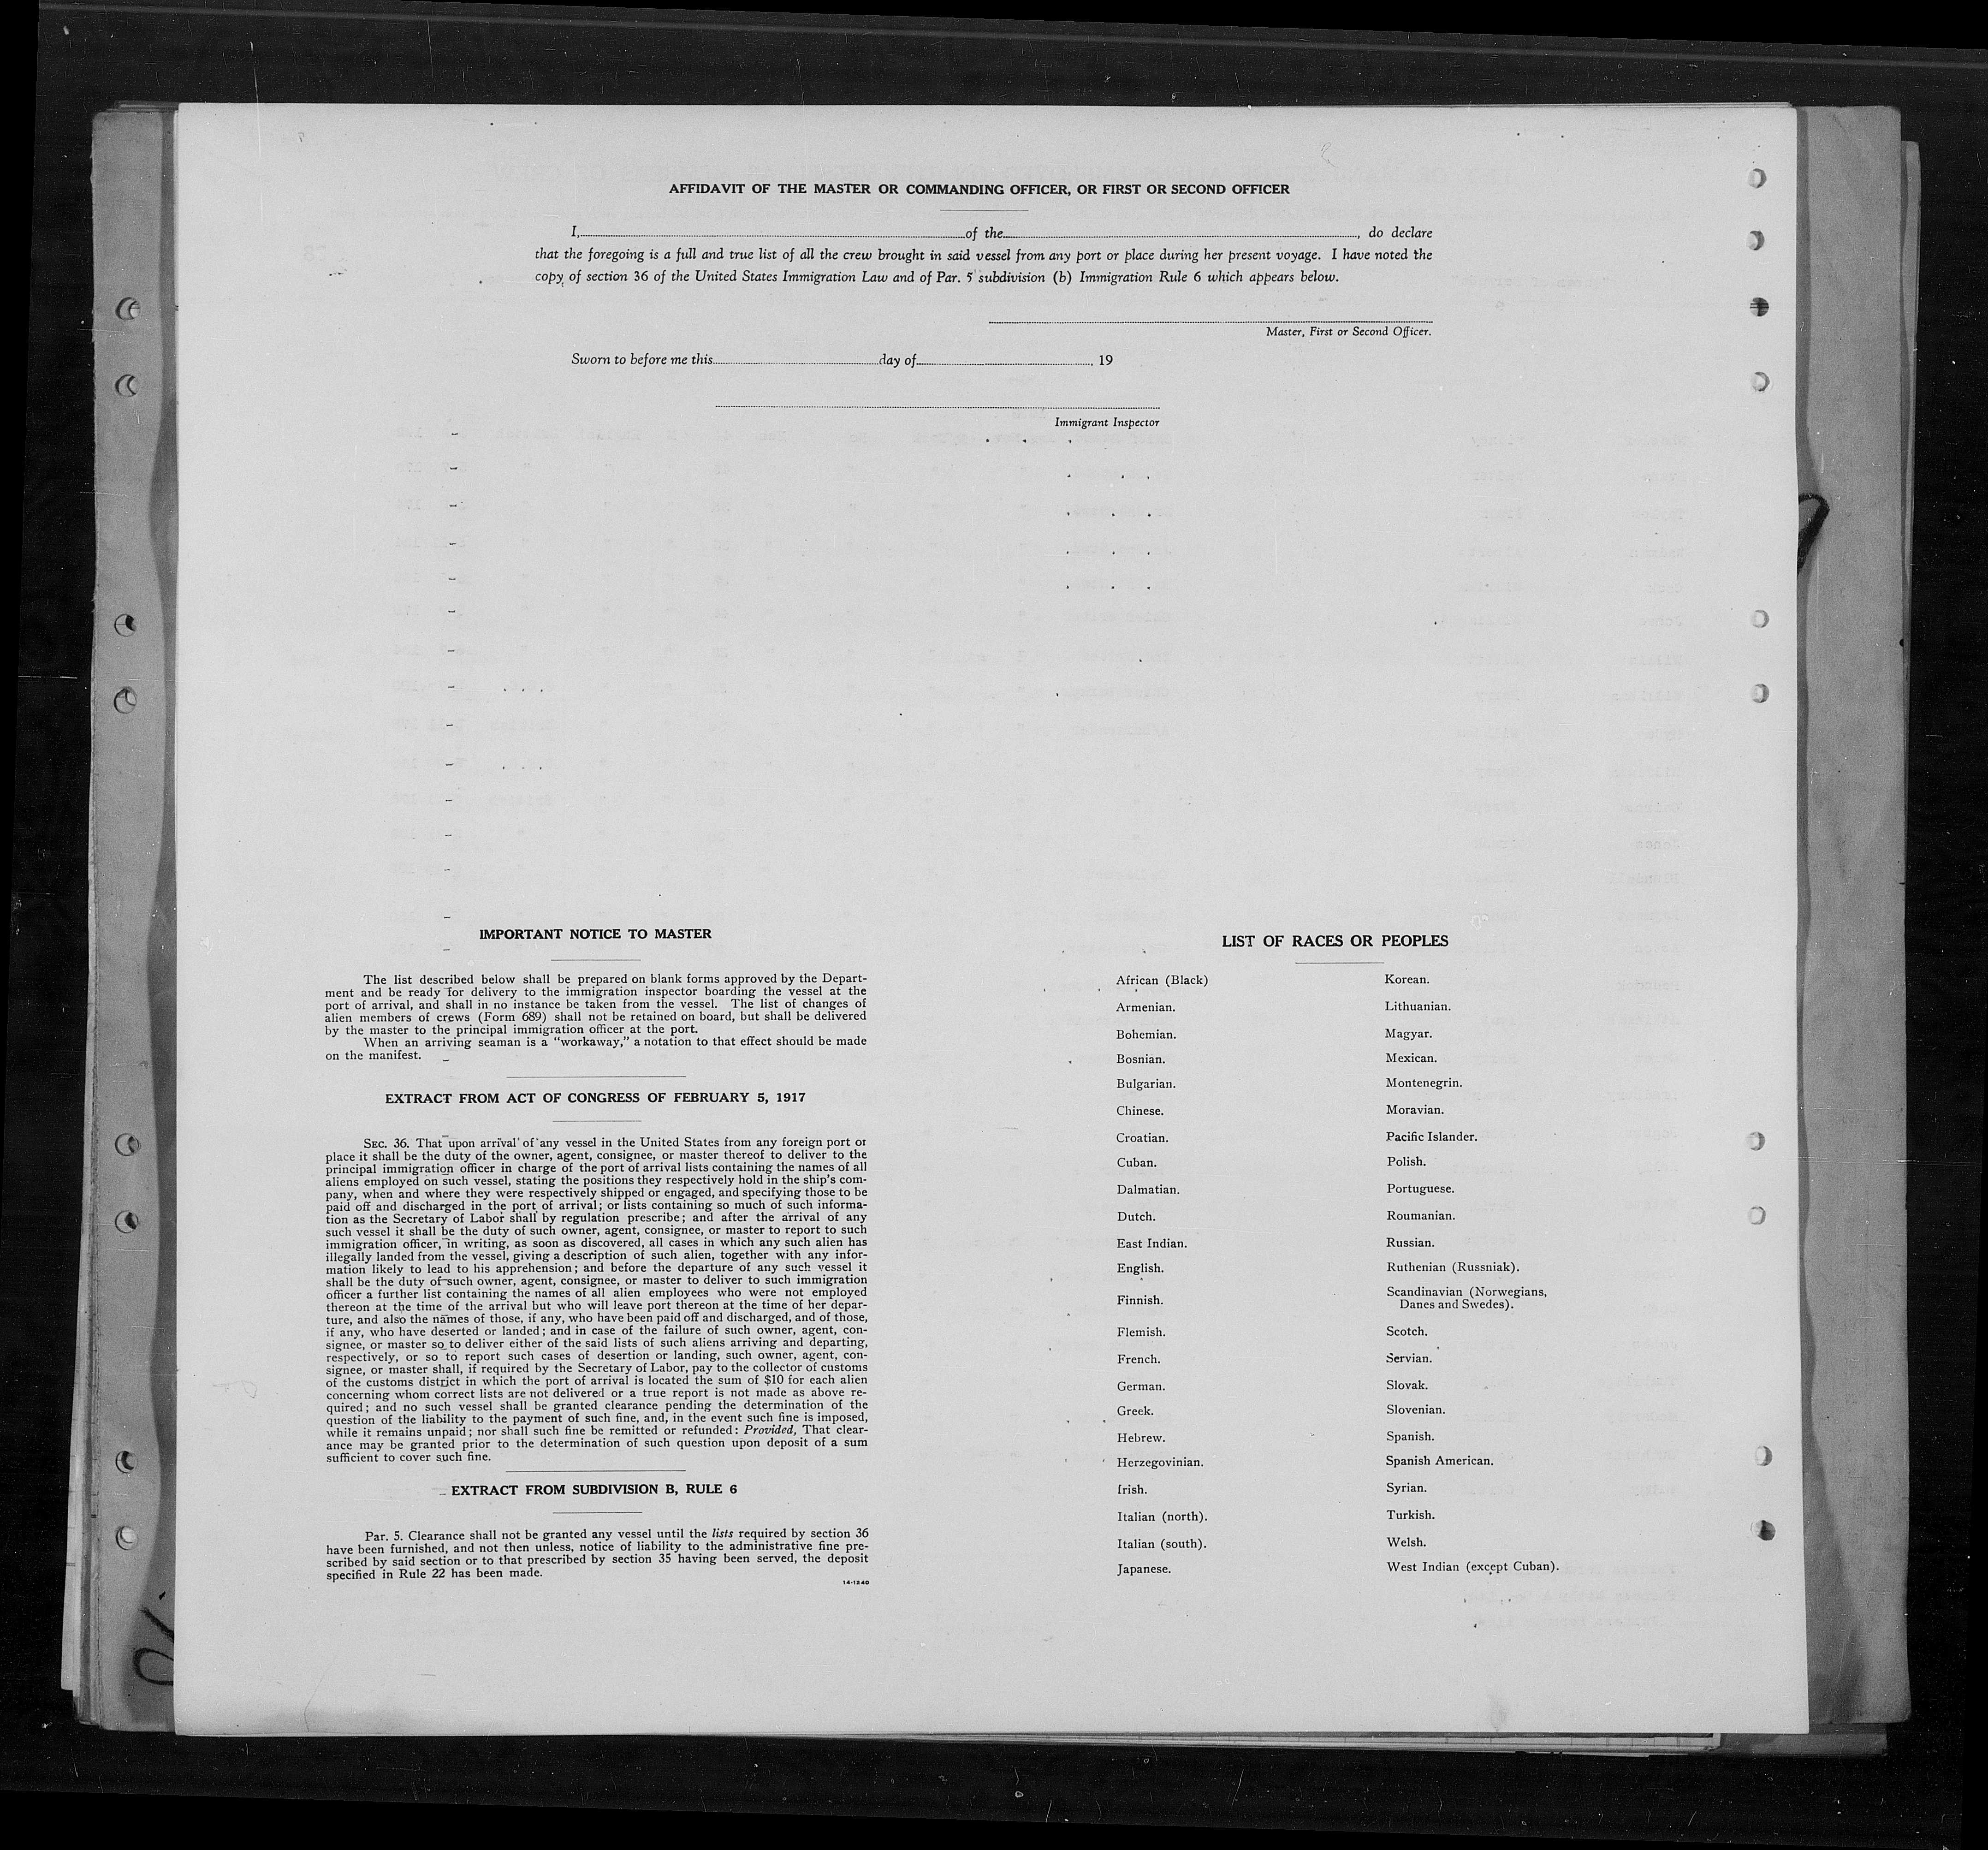 AFFIDAVIT OF THE MASTER OR COMMANDING OFFICER, OR FIRST OR SECOND OFFICER
I, of the , do declare
that the foregoing is a full and true list of all the crew brought in said vessel from any port or place during her present voyage. I have noted the
copy of section 36 of the United States Immigration Law and of Par. 5 subdivision (b) Immigration Rule 6 which appears below.
Master, First or Second Officer.
Sworn to before me this day of , 19
Immigrant Inspector
IMPORTANT NOTICE TO MASTER
The list described below shall be prepared on blank forms approved by the Depart-
ment and be ready for delivery to the immigration inspector boarding the vessel at the
port of arrival, and shall in no instance be taken from the vessel. The list of changes of
alien members of crews (Form 689) shall not be retained on board, but shall be delivered
by the master to the principal immigration officer at the port.
When an arriving seaman is a "workaway," a notation to that effect should be made
on the manifest.
EXTRACT FROM ACT OF CONGRESS OF FEBRUARY 5, 1917
SEC. 36. That upon arrival of any vessel in the United States from any foreign port or
place it shall be the duty of the owner, agent, consignee, or master thereof to deliver to the
principal immigration officer in charge of the port of arrival lists containing the names of all
aliens employed on such vessel, stating the positions they respectively hold in the ship's com-
pany, when and where they were respectively shipped or engaged, and specifying those to be
paid off and discharged in the port of arrival; or lists containing so much of such informa-
tion as the Secretary of Labor shall by regulation prescribe; and after the arrival of any
such vessel it shall be the duty of such owner, agent, consignee, or master to report to such
immigration officer, in writing, as soon as discovered, all cases in which any such alien has
illegally landed from the vessel, giving a description of such alien, together with any infor-
mation likely to lead to his apprehension; and before the departure of any such vessel it
shall be the duty of such owner, agent, consignee, or master to deliver to such immigration
officer a further list containing the names of all alien employees who were not employed
thereon at the time of the arrival but who will leave port thereon at the time of her depar-
ture, and also the names of those, if any, who have been paid off and discharged, and of those,
if any, who have deserted or landed; and in case of the failure of such owner, agent, con-
signee, or master so to deliver either of the said lists of such aliens arriving and departing,
respectively, or so to report such cases of desertion or landing, such owner, agent, con-
signee, or master shall, if required by the Secretary of Labor, pay to the collector of customs
of the customs district in which the port of arrival is located the sum of $10 for each alien
concerning whom correct lists are not delivered or a true report is not made as above re-
quired; and no such vessel shall be granted clearance pending the determination of the
question of the liability to the payment of such fine, and, in the event such fine is imposed,
while it remains unpaid; nor shall such fine be remitted or refunded: Provided, That clear-
ance may be granted prior to the determination of such question upon deposit of a sum
sufficient to cover such fine.
EXTRACT FROM SUBDIVISION B, RULE 6
Par. 5. Clearance shall not be granted any vessel until the lists required by section 36
have been furnished, and not then unless, notice of liability to the administrative fine pre-
scribed by said section or to that prescribed by section 35 having been served, the deposit
specified in Rule 22 has been made.
14-1240
LIST OF RACES OR PEOPLES
African (Black)
Armenian.
Bohemian.
Bosnian.
Bulgarian.
Chinese.
Croatian.
Cuban.
Dalmatian.
Dutch.
East Indian.
English.
Finnish.
Flemish.
French.
German.
Greek.
Hebrew.
Herzegovinian.
Irish.
Italian (north).
Italian (south).
Japanese.
Korean.
Lithuanian.
Magyar.
Mexican.
Montenegrin.
Moravian.
Pacific Islander.
Polish.
Portuguese.
Roumanian.
Russian.
Ruthenian (Russniak).
Scandinavian (Norwegians,
Danes and Swedes).
Scotch.
Servian.
Slovak.
Slovenian.
Spanish.
Spanish American.
Syrian.
Turkish.
Welsh.
West Indian (except Cuban).